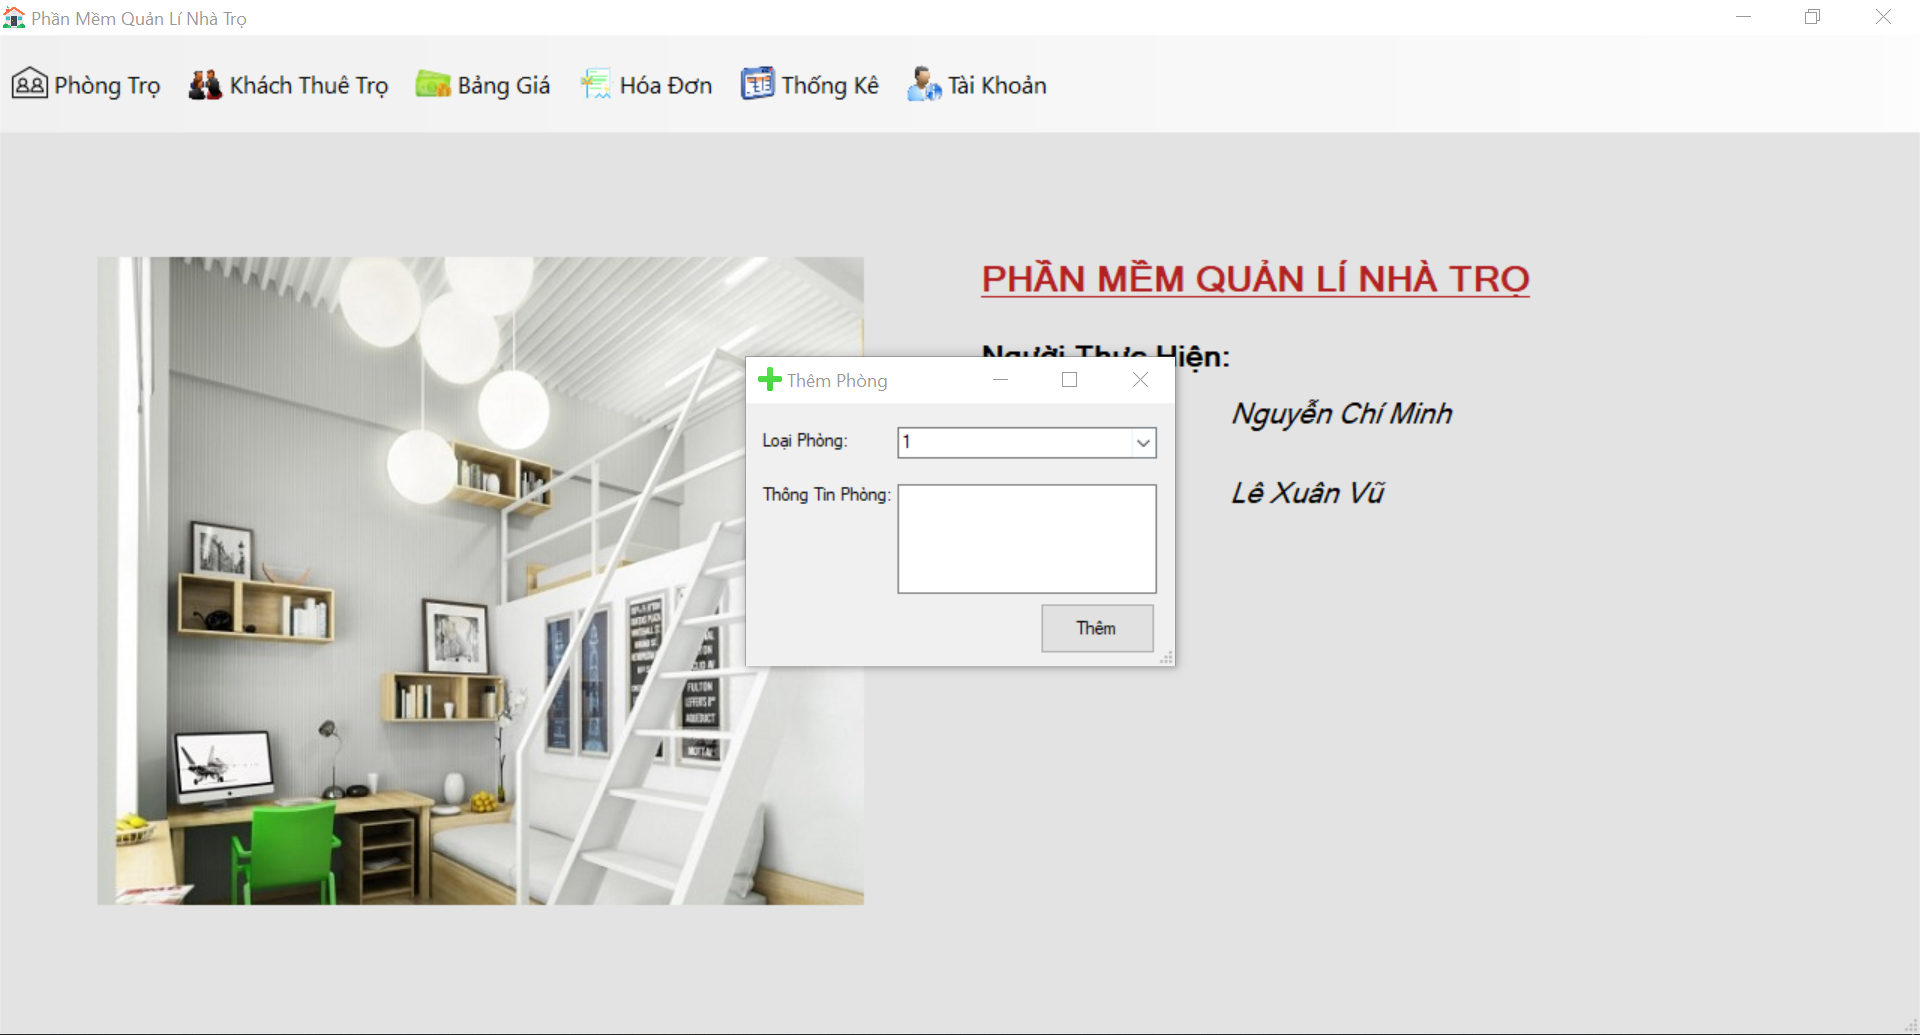 Phần Mềm Quản Lí Nhà Trọ
Phòng Trọ Khách Thuê Trọ Bảng Giá Hóa Đơn Thống Kê Tài Khoản
PHẦN MỀM QUẢN LÍ NHÀ TRỌ
Người Thực Hiện:
Nguyễn Chí Minh
Lê Xuân Vũ
Thêm Phòng
Loại Phòng: 1
Thông Tin Phòng:
Thêm
FULTON
AQUEDUCT